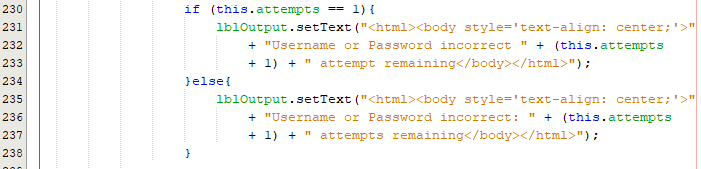 230 if (this.attempts == 1){
231 lblOutput.setText("<html><body style='text-align: center;'>"
232 + "Username or Password incorrect " + (this.attempts
233 + 1) + " attempt remaining</body></html>");
234 }else{
235 lblOutput.setText("<html><body style='text-align: center;'>"
236 + "Username or Password incorrect: " + (this.attempts
237 + 1) + " attempts remaining</body></html>");
238 }